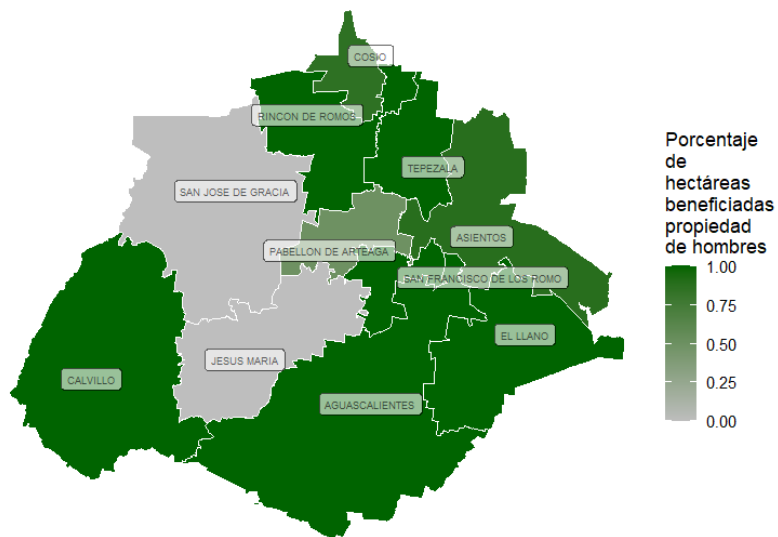 COSIO
RINCON DE ROMOS
TEPEZALA
SAN JOSE DE GRACIA
ASIENTOS
PABELLON DE ARTEAGA
SAN FRANCISCO DE LOS ROMO
EL LLANO
JESUS MARIA
CALVILLO
AGUASCALIENTES
Porcentaje
de
hectáreas
beneficiadas
propiedad
de hombres
1.00
0.75
0.50
0.25
0.00